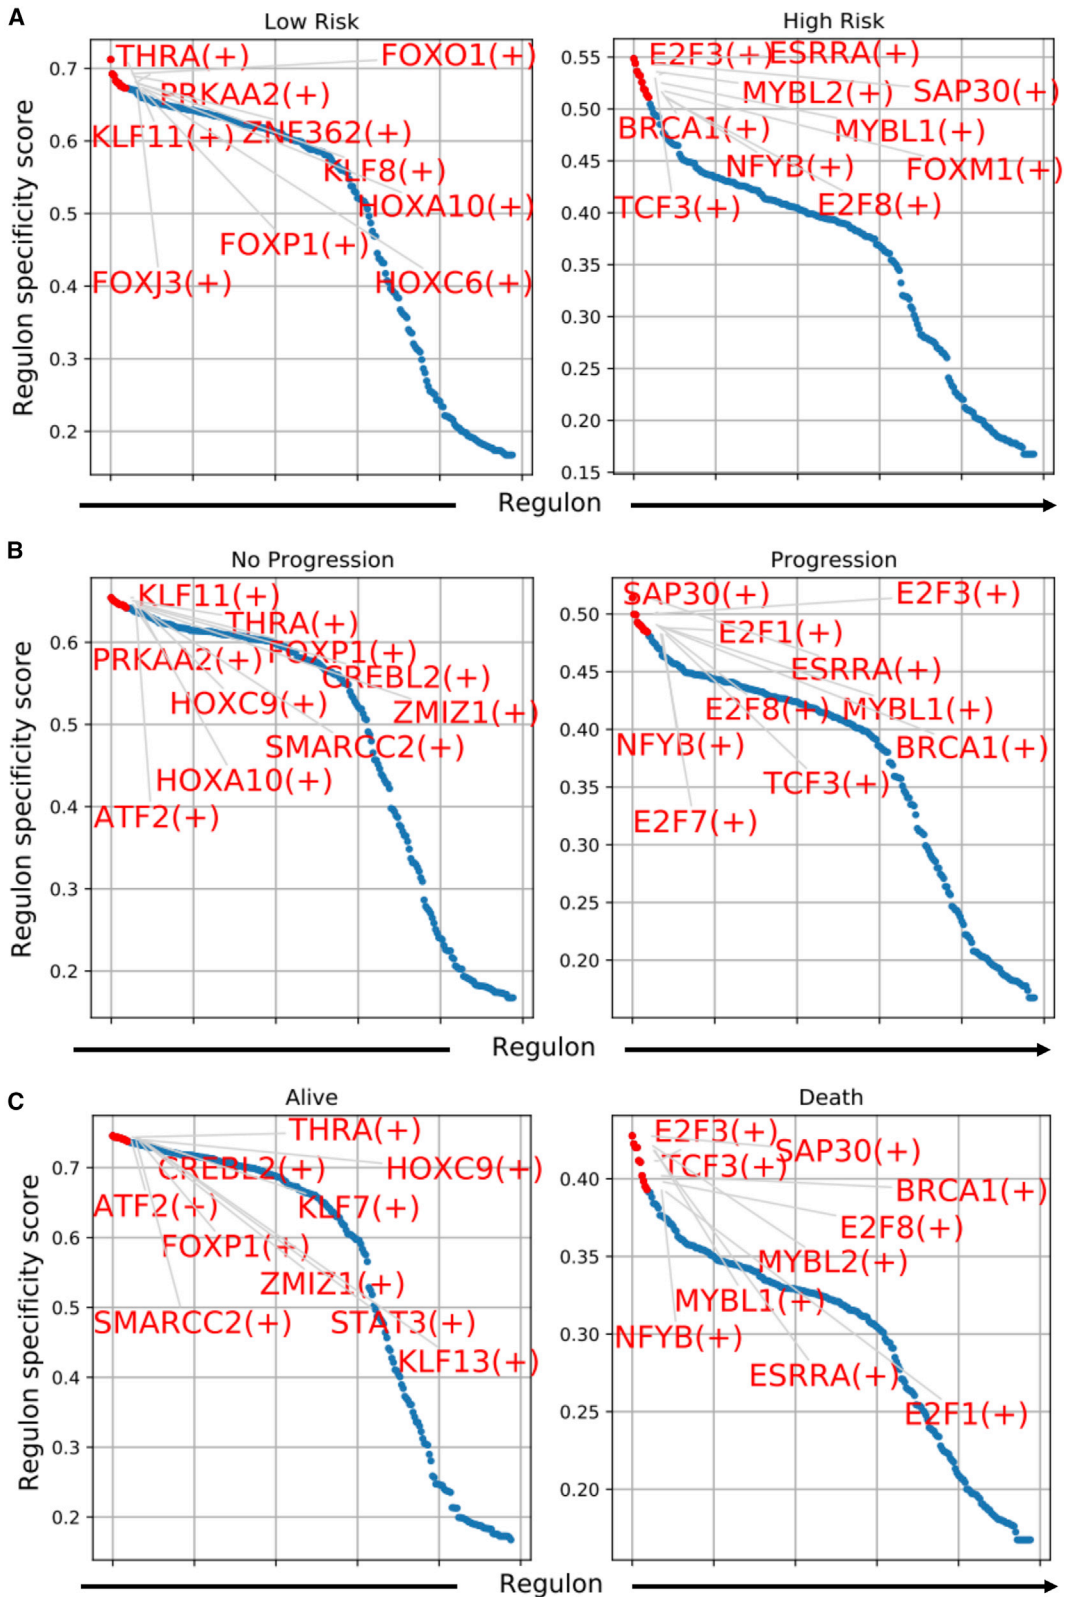 A
Low Risk
High Risk
Regulon specificity score
0.7
0.6
0.5
0.4
0.3
0.2
THRA(+)
FOXO1(+)
PRKAA2(+)
KLF11(+)
ZNF362(+)
KLF8(+)
HOXA10(+)
FOXP1(+)
FOXJ3(+)
HOXC6(+)
0.55
0.50
0.45
0.40
0.35
0.30
0.25
0.20
0.15
E2F3(+)
ESRRA(+)
MYBL2(+)
SAP30(+)
BRCA1(+)
MYBL1(+)
NFYB(+)
FOXM1(+)
TCF3(+)
E2F8(+)
Regulon
B
No Progression
Progression
Regulon specificity score
0.6
0.5
0.4
0.3
0.2
KLF11(+)
THRA(+)
PRKAA2(+)
FOXP1(+)
CREBL2(+)
HOXC9(+)
ZMIZ1(+)
SMARCC2(+)
HOXA10(+)
ATF2(+)
0.50
0.45
0.40
0.35
0.30
0.25
0.20
SAP30(+)
E2F3(+)
E2F1(+)
ESRRA(+)
E2F8(+)
MYBL1(+)
NFYB(+)
BRCA1(+)
TCF3(+)
E2F7(+)
Regulon
C
Alive
Death
Regulon specificity score
0.7
0.6
0.5
0.4
0.3
0.2
THRA(+)
CREBL2(+)
HOXC9(+)
ATF2(+)
KLF7(+)
FOXP1(+)
ZMIZ1(+)
SMARCC2(+)
STAT3(+)
KLF13(+)
0.40
0.35
0.30
0.25
0.20
E2F3(+)
SAP30(+)
TCF3(+)
BRCA1(+)
E2F8(+)
MYBL2(+)
MYBL1(+)
NFYB(+)
ESRRA(+)
E2F1(+)
Regulon